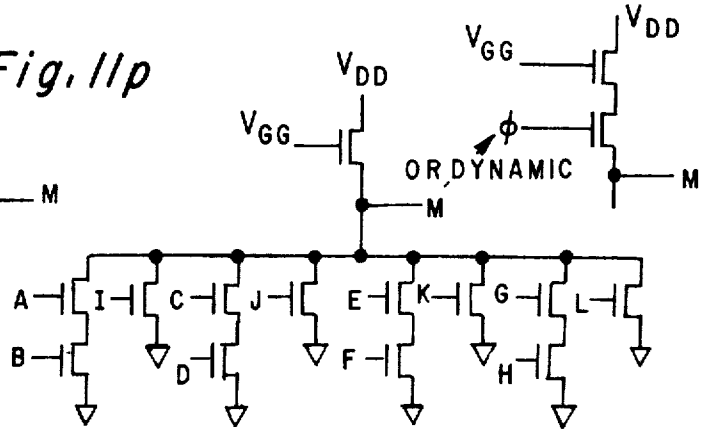 Fig. 11p
V_DD
V_GG
V_DD
V_GG
φ
OR DYNAMIC
M
M
M
A
I
C
J
E
K
G
L
B
D
F
H